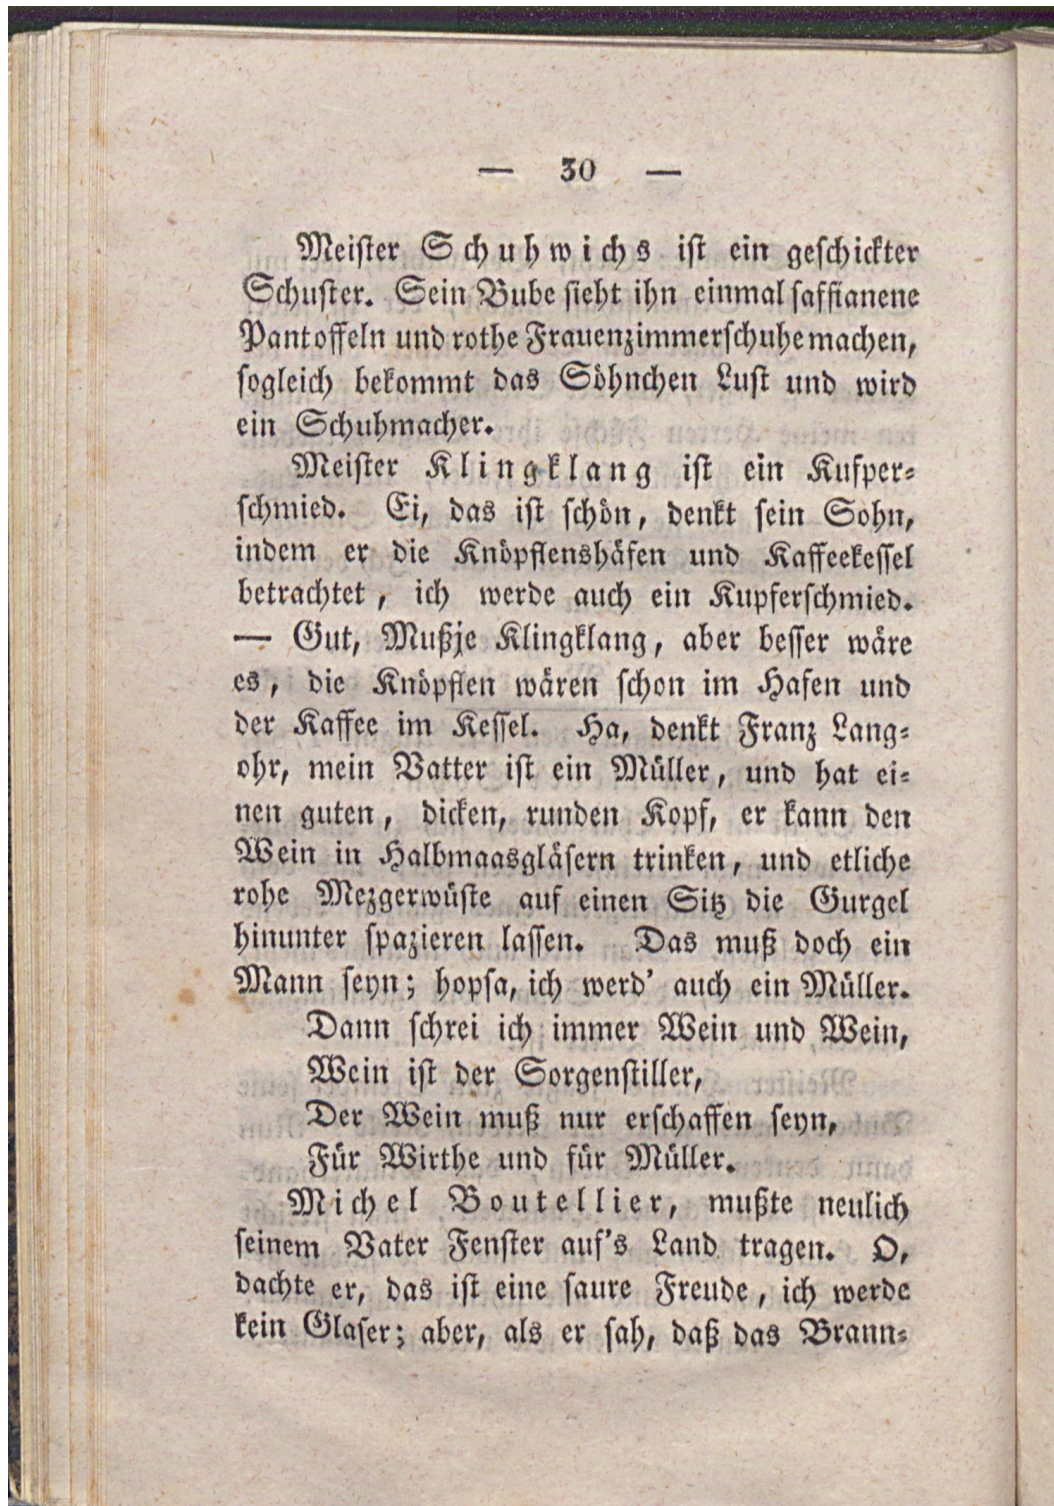 — 30 —
Meister Schuhwichs ist ein geschickter
Schuster. Sein Bube sieht ihn einmal saffianene
Pantoffeln und rothe Frauenzimmerschuhe machen,
sogleich bekommt das Söhnchen Lust und wird
ein Schuhmacher.
Meister Klingklang ist ein Kufper-
schmied. Ei, das ist schön, denkt sein Sohn,
indem er die Knöpflenshäfen und Kaffeekessel
betrachtet, ich werde auch ein Kupferschmied.
— Gut, Mußje Klingklang, aber besser wäre
es, die Knöpflen wären schon im Hafen und
der Kaffee im Kessel. Ha, denkt Franz Lang-
ohr, mein Vatter ist ein Müller, und hat ei-
nen guten, dicken, runden Kopf, er kann den
Wein in Halbmaasgläsern trinken, und etliche
rohe Mezgerwüste auf einen Sitz die Gurgel
hinunter spazieren lassen. Das muß doch ein
Mann seyn; hopsa, ich werd' auch ein Müller.
Dann schrei ich immer Wein und Wein,
Wein ist der Sorgenstiller,
Der Wein muß nur erschaffen seyn,
Für Wirthe und für Müller.
Michel Boutellier, mußte neulich
seinem Vater Fenster auf's Land tragen. O,
dachte er, das ist eine saure Freude, ich werde
kein Glaser; aber, als er sah, daß das Brann-